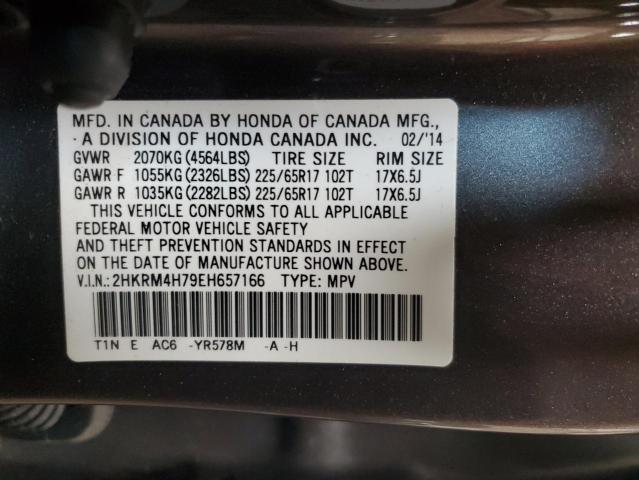 MFD. IN CANADA BY HONDA OF CANADA MFG.,
A DIVISION OF HONDA CANADA INC. 02/'14
GVWR 2070KG(4564LBS) TIRE SIZE RIM SIZE
GAWR F 1055KG(2326LBS) 225/65R17 102T 17X6.5J
GAWR R 1035KG(2282LBS) 225/65R17 102T 17X6.5J
THIS VEHICLE CONFORMS TO ALL APPLICABLE
FEDERAL MOTOR VEHICLE SAFETY
AND THEFT PREVENTION STANDARDS IN EFFECT
ON THE DATE OF MANUFACTURE SHOWN ABOVE.
V.I.N.: 2HKRM4H79EH657166 TYPE: MPV
T1N E AC6 -YR578M -A -H